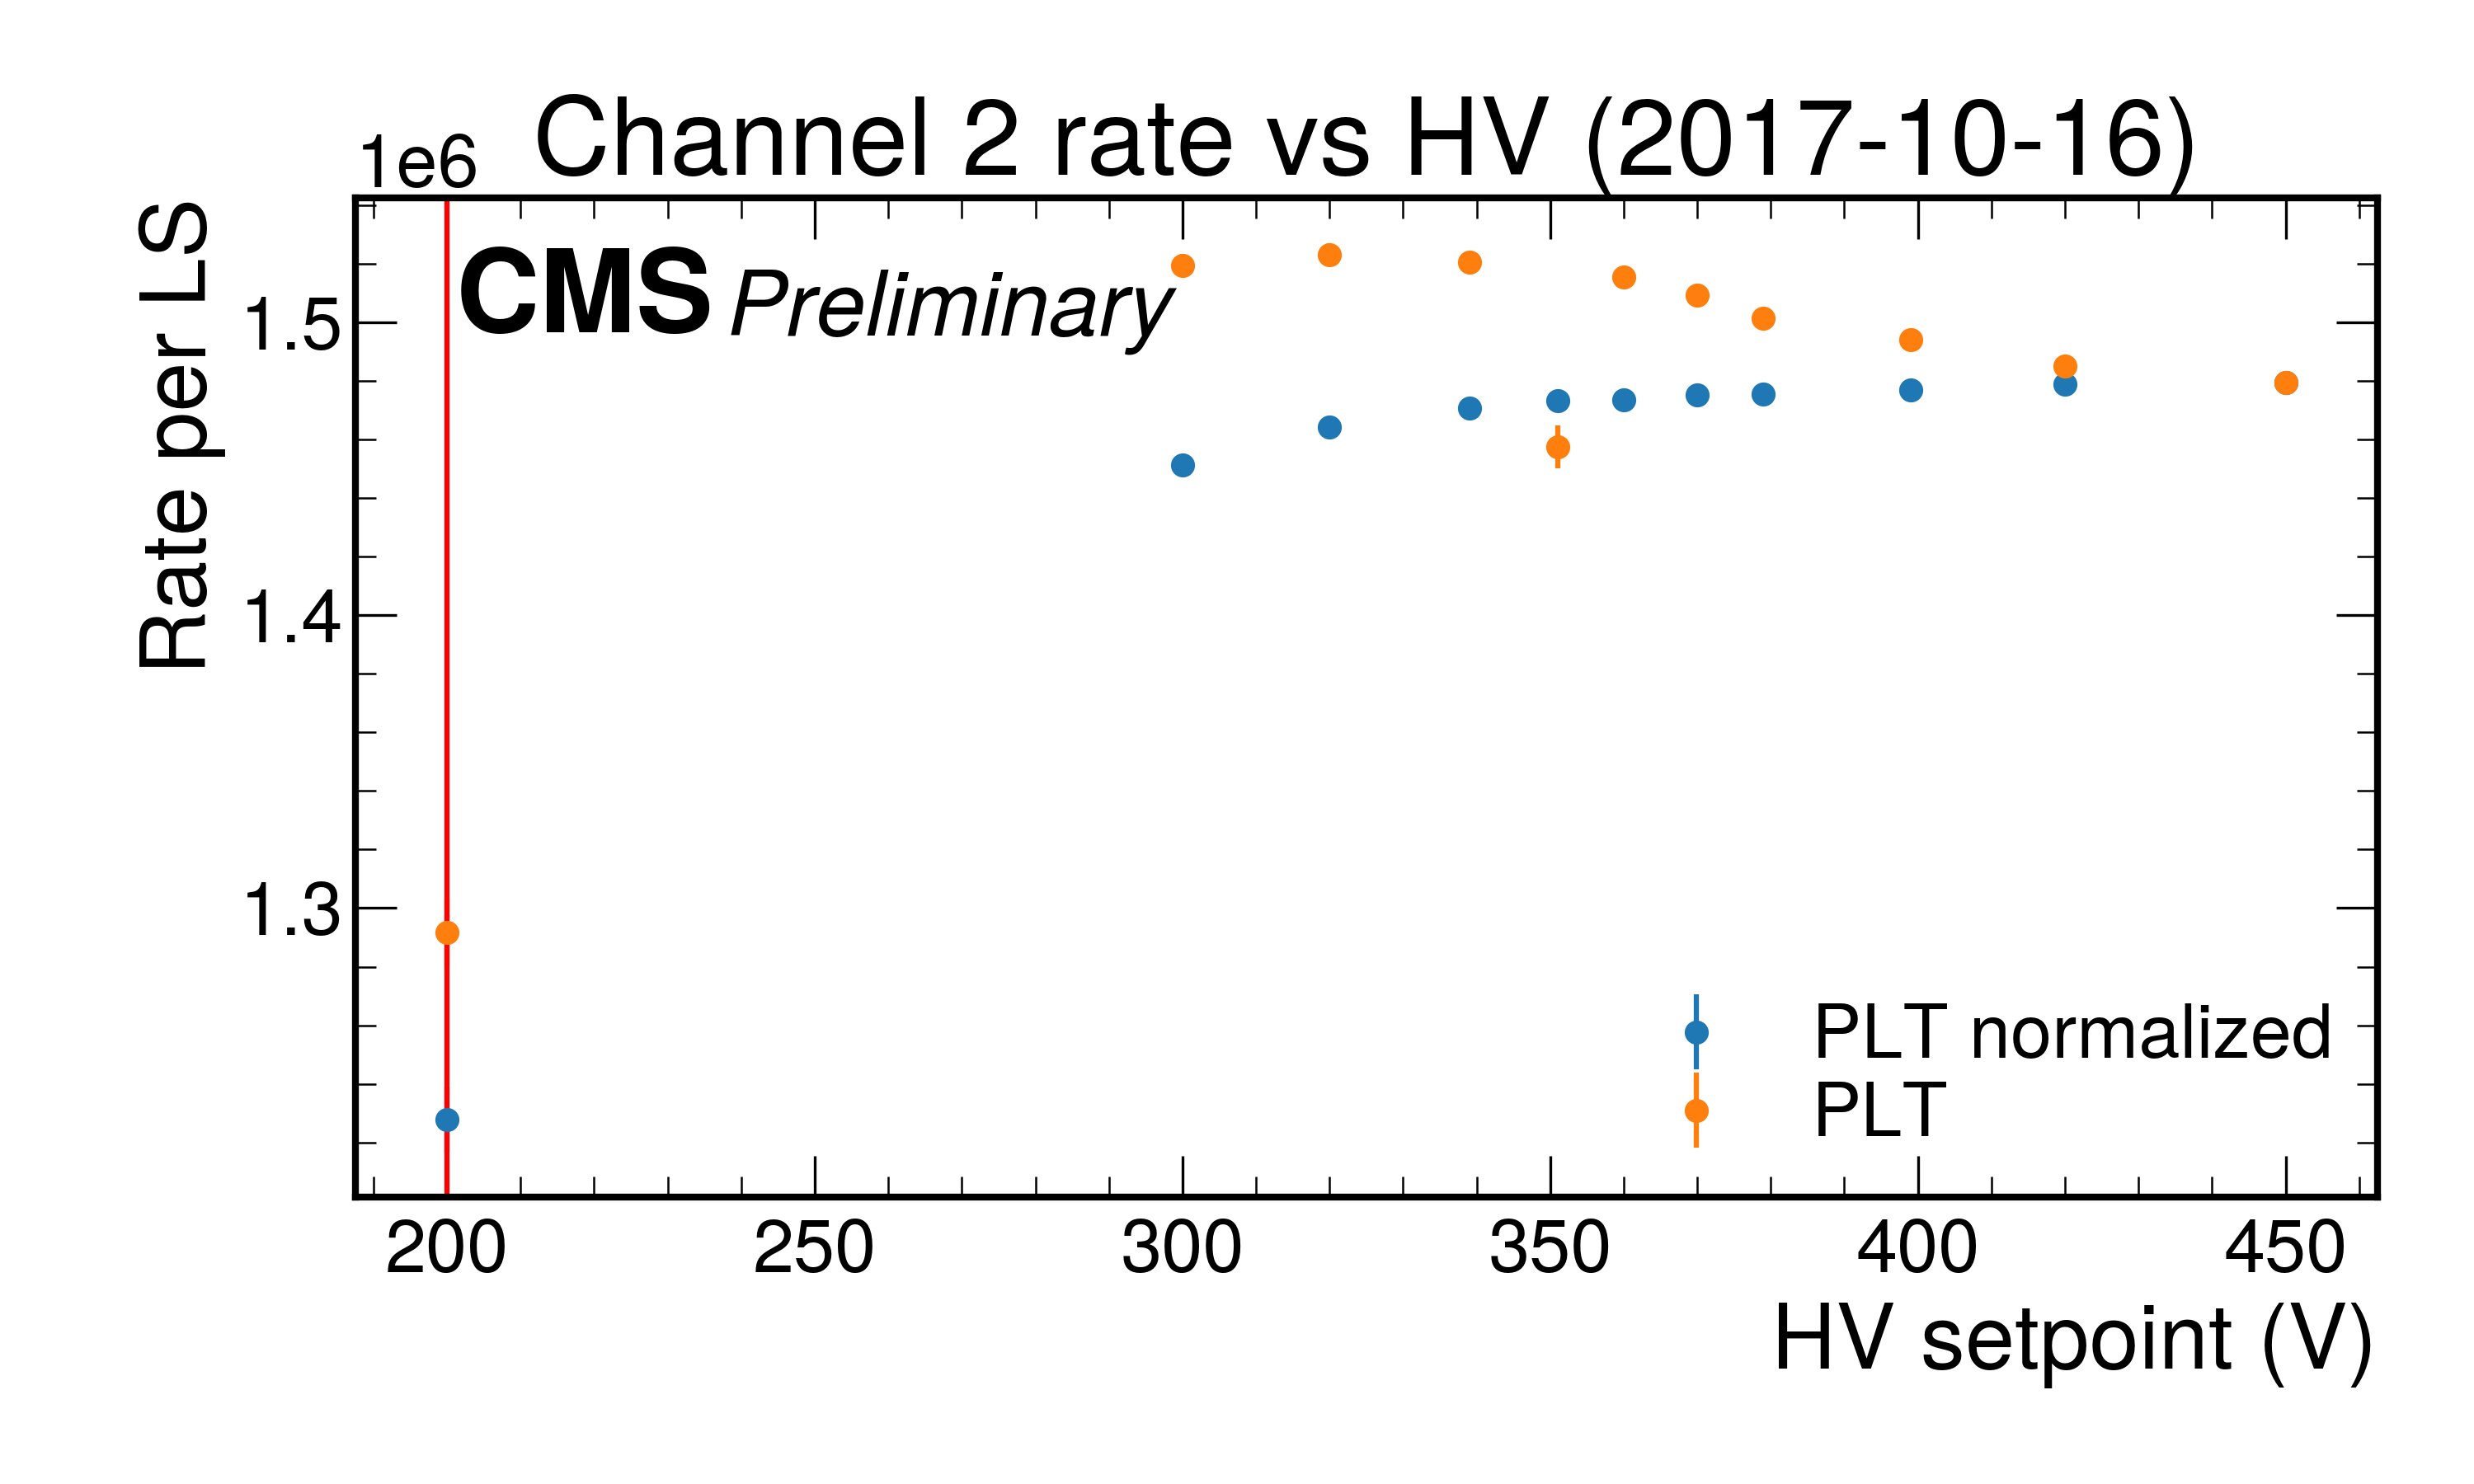 Channel 2 rate vs HV (2017-10-16)
1e6
CMS Preliminary
Rate per LS
1.5
1.4
1.3
PLT normalized
PLT
200 250 300 350 400 450
HV setpoint (V)